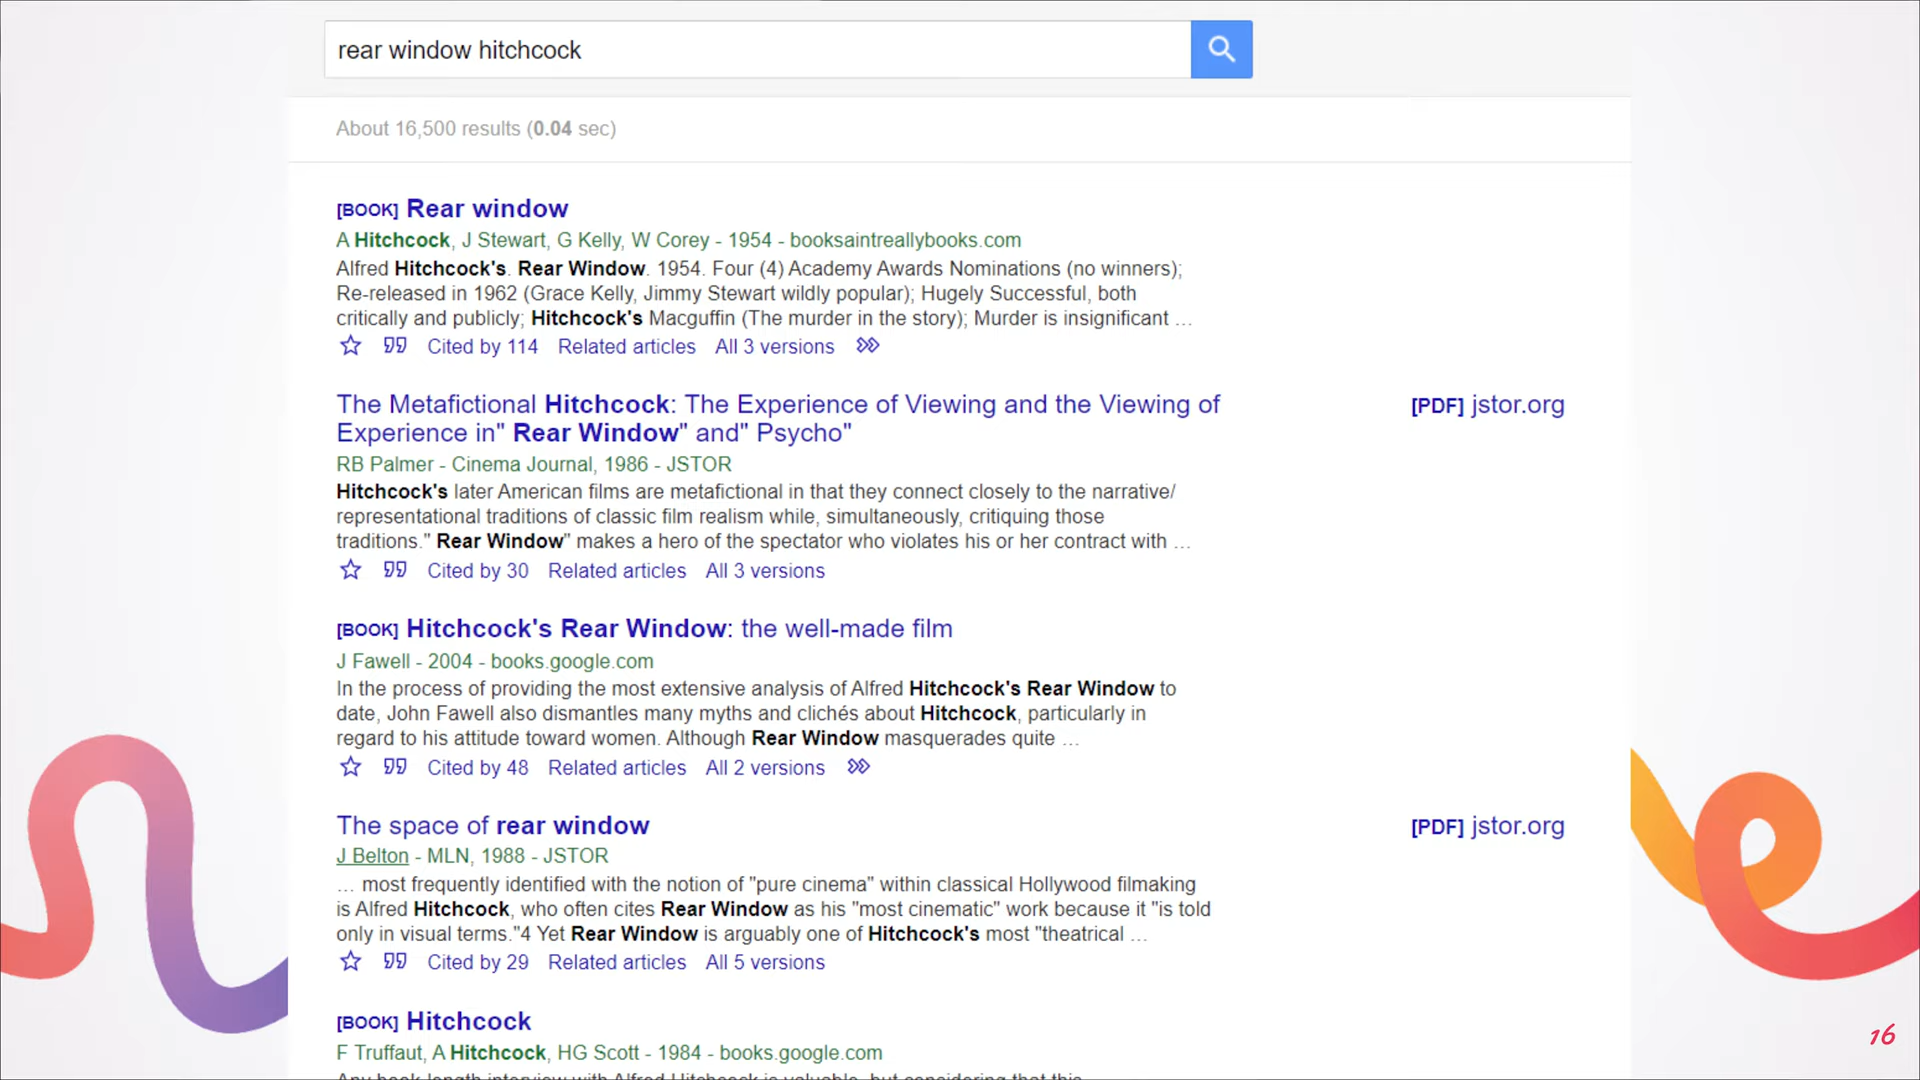 rear window hitchcock
About 16,500 results (0.04 sec)
[BOOK] Rear window
A Hitchcock, J Stewart, G Kelly, W Corey - 1954 - booksaintreallybooks.com
Alfred Hitchcock's. Rear Window. 1954. Four (4) Academy Awards Nominations (no winners);
Re-released in 1962 (Grace Kelly, Jimmy Stewart wildly popular); Hugely Successful, both
critically and publicly; Hitchcock's Macguffin (The murder in the story); Murder is insignificant …
Cited by 114 Related articles All 3 versions
The Metafictional Hitchcock: The Experience of Viewing and the Viewing of
Experience in" Rear Window" and" Psycho"
[PDF] jstor.org
RB Palmer - Cinema Journal, 1986 - JSTOR
Hitchcock's later American films are metafictional in that they connect closely to the narrative/
representational traditions of classic film realism while, simultaneously, critiquing those
traditions." Rear Window" makes a hero of the spectator who violates his or her contract with …
Cited by 30 Related articles All 3 versions
[BOOK] Hitchcock's Rear Window: the well-made film
J Fawell - 2004 - books.google.com
In the process of providing the most extensive analysis of Alfred Hitchcock's Rear Window to
date, John Fawell also dismantles many myths and clichés about Hitchcock, particularly in
regard to his attitude toward women. Although Rear Window masquerades quite …
Cited by 48 Related articles All 2 versions
The space of rear window
[PDF] jstor.org
J Belton - MLN, 1988 - JSTOR
… most frequently identified with the notion of "pure cinema" within classical Hollywood filmaking
is Alfred Hitchcock, who often cites Rear Window as his "most cinematic" work because it "is told
only in visual terms."4 Yet Rear Window is arguably one of Hitchcock's most "theatrical …
Cited by 29 Related articles All 5 versions
[BOOK] Hitchcock
F Truffaut, A Hitchcock, HG Scott - 1984 - books.google.com
Any book-length interview with Alfred Hitchcock is valuable, but considering that this
16